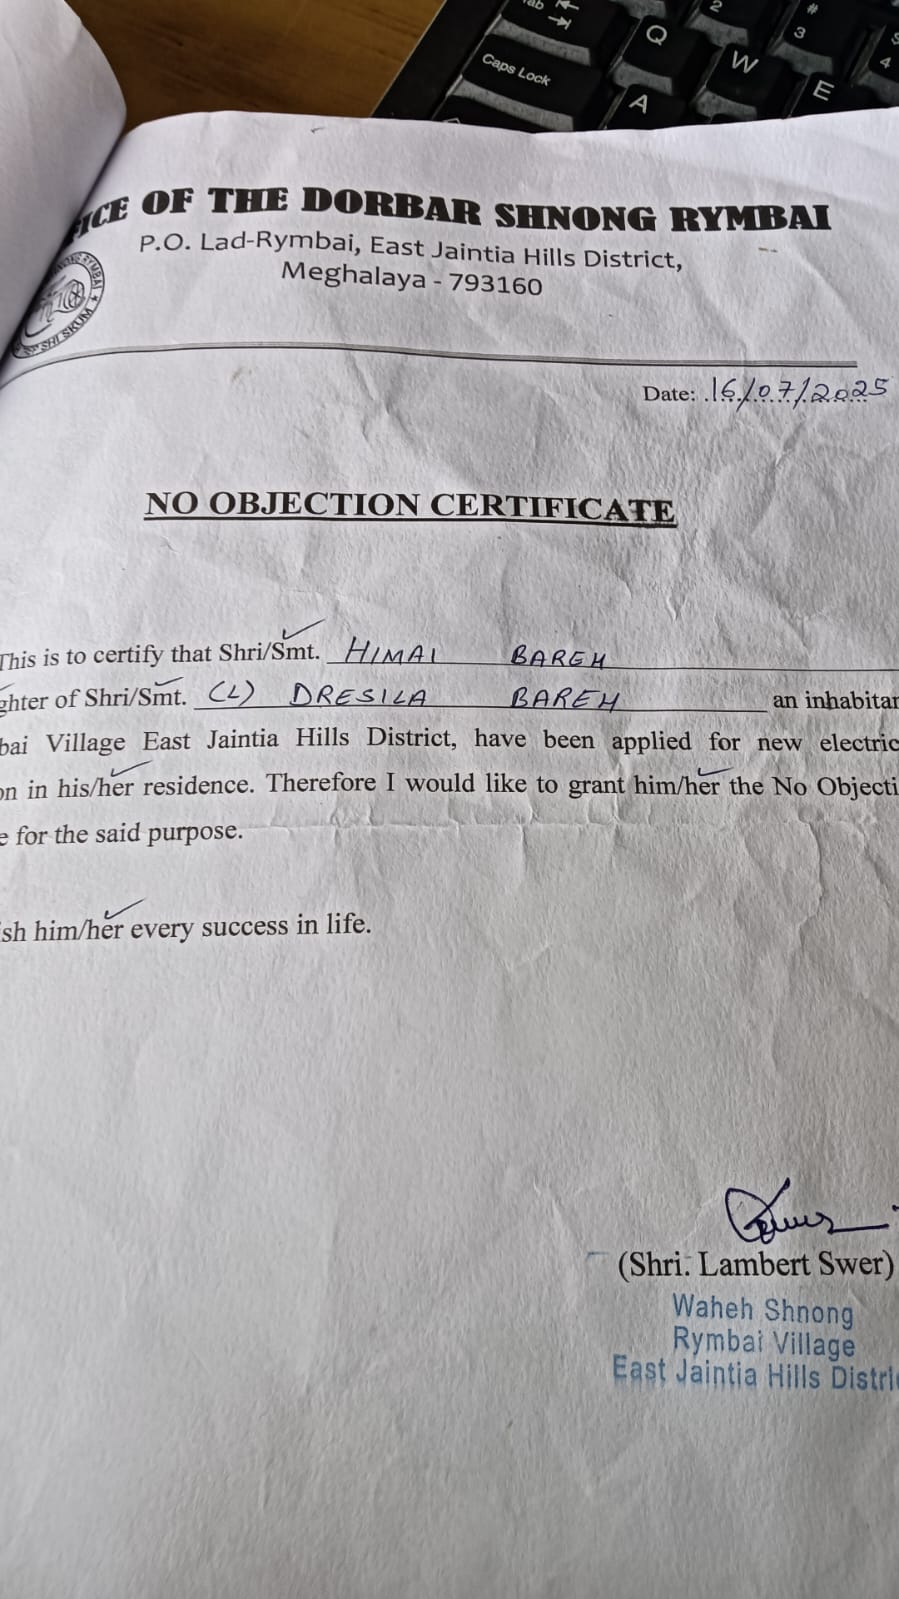 ICE OF THE DORBAR SHNONG RYMBAI
P.O. Lad-Rymbai, East Jaintia Hills District,
Meghalaya - 793160
Date: 16/07/2025
NO OBJECTION CERTIFICATE
This is to certify that Shri/Smt. HIMAI BAREH
ghter of Shri/Smt. (L) DRESILA BAREH an inhabitan
bai Village East Jaintia Hills District, have been applied for new electric
on in his/her residence. Therefore I would like to grant him/her the No Objecti
e for the said purpose.
ish him/her every success in life.
(Shri. Lambert Swer)
Waheh Shnong
Rymbai Village
East Jaintia Hills Distric
Caps Lock
Q
W
E
A
2
#
3
4